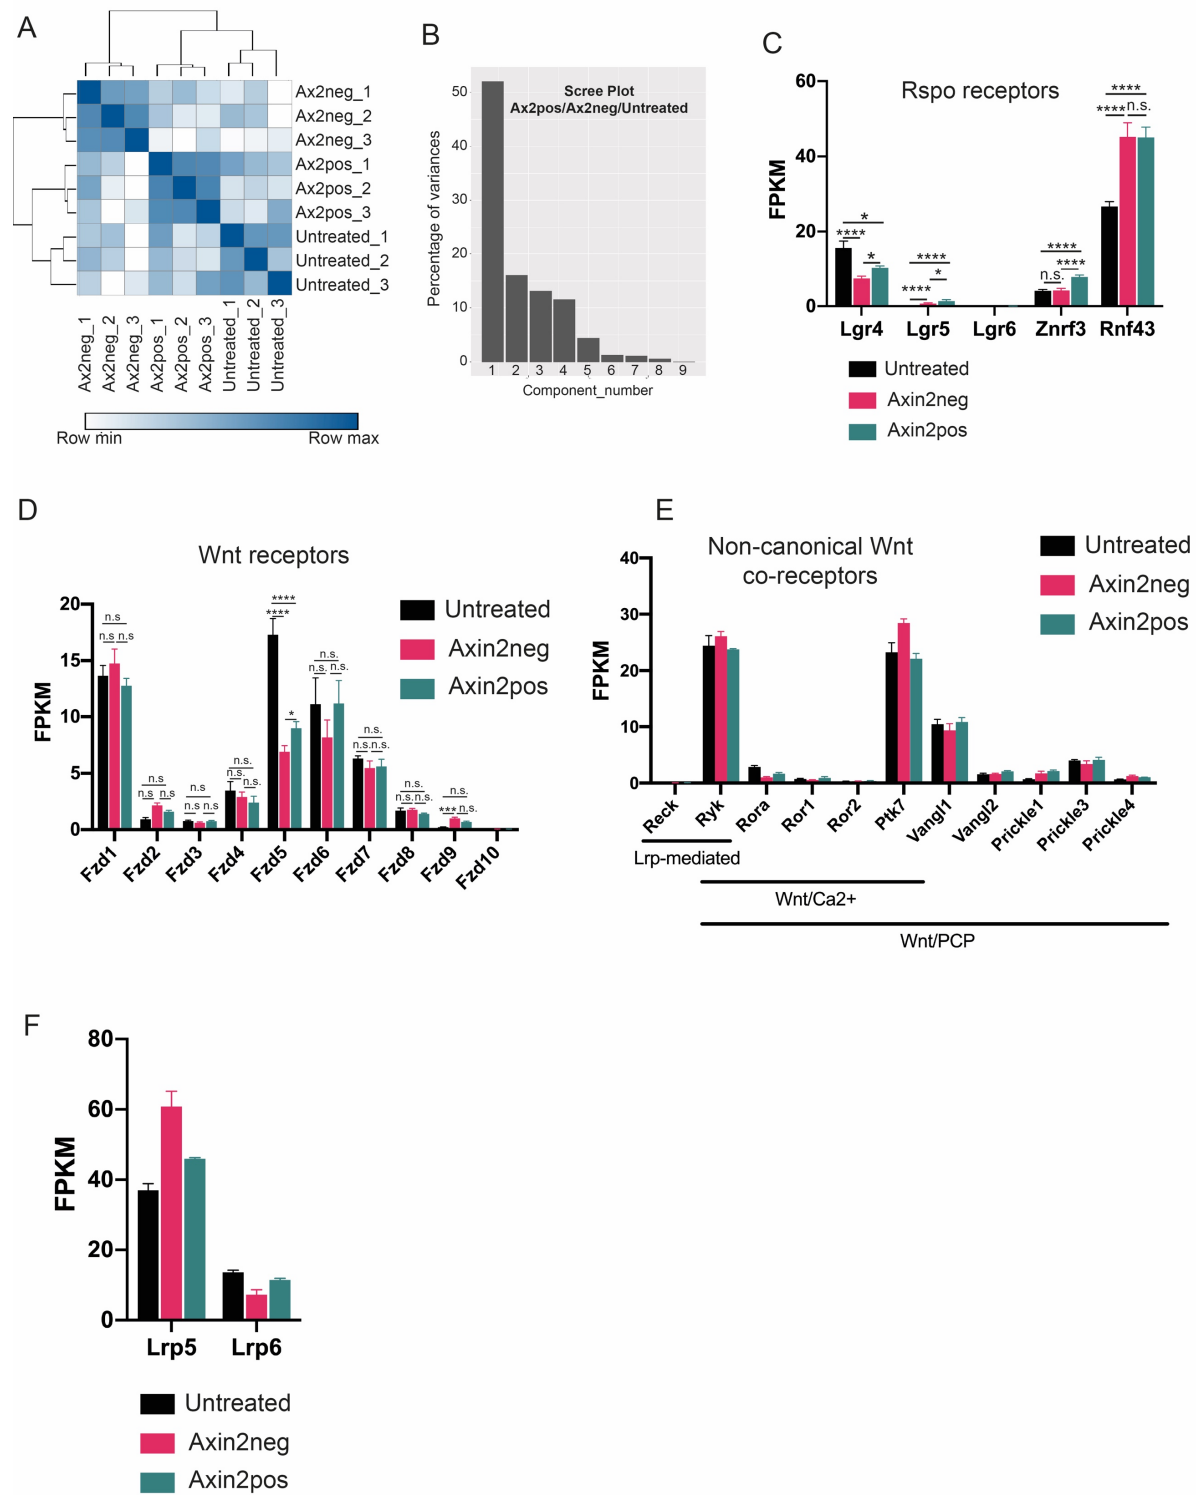 A
Ax2neg_1
Ax2neg_2
Ax2neg_3
Ax2pos_1
Ax2pos_2
Ax2pos_3
Untreated_1
Untreated_2
Untreated_3
Ax2neg_1
Ax2neg_2
Ax2neg_3
Ax2pos_1
Ax2pos_2
Ax2pos_3
Untreated_1
Untreated_2
Untreated_3
Row min
Row max
B
Scree Plot
Ax2pos/Ax2neg/Untreated
Percentage of variances
50
40
30
20
10
0
1 2 3 4 5 6 7 8 9
Component_number
C
Rspo receptors
FPKM
60
40
20
0
* **** *
**** **** *
**** n.s. ****
**** **** n.s.
Lgr4 Lgr5 Lgr6 Znrf3 Rnf43
Untreated
Axin2neg
Axin2pos
D
Wnt receptors
FPKM
20
15
10
5
0
n.s
n.s n.s
n.s.
n.s. n.s.
n.s.
n.s. n.s.
n.s.
n.s. n.s.
****
****
*
n.s.
n.s. n.s.
n.s.
n.s. n.s.
n.s.
n.s. n.s.
n.s.
*** n.s.
Fzd1 Fzd2 Fzd3 Fzd4 Fzd5 Fzd6 Fzd7 Fzd8 Fzd9 Fzd10
Untreated
Axin2neg
Axin2pos
E
Non-canonical Wnt
co-receptors
FPKM
40
30
20
10
0
Untreated
Axin2neg
Axin2pos
Reck Ryk Rora Ror1 Ror2 Ptk7 Vangl1 Vangl2 Prickle1 Prickle3 Prickle4
Lrp-mediated
Wnt/Ca2+
Wnt/PCP
F
FPKM
80
60
40
20
0
Lrp5 Lrp6
Untreated
Axin2neg
Axin2pos